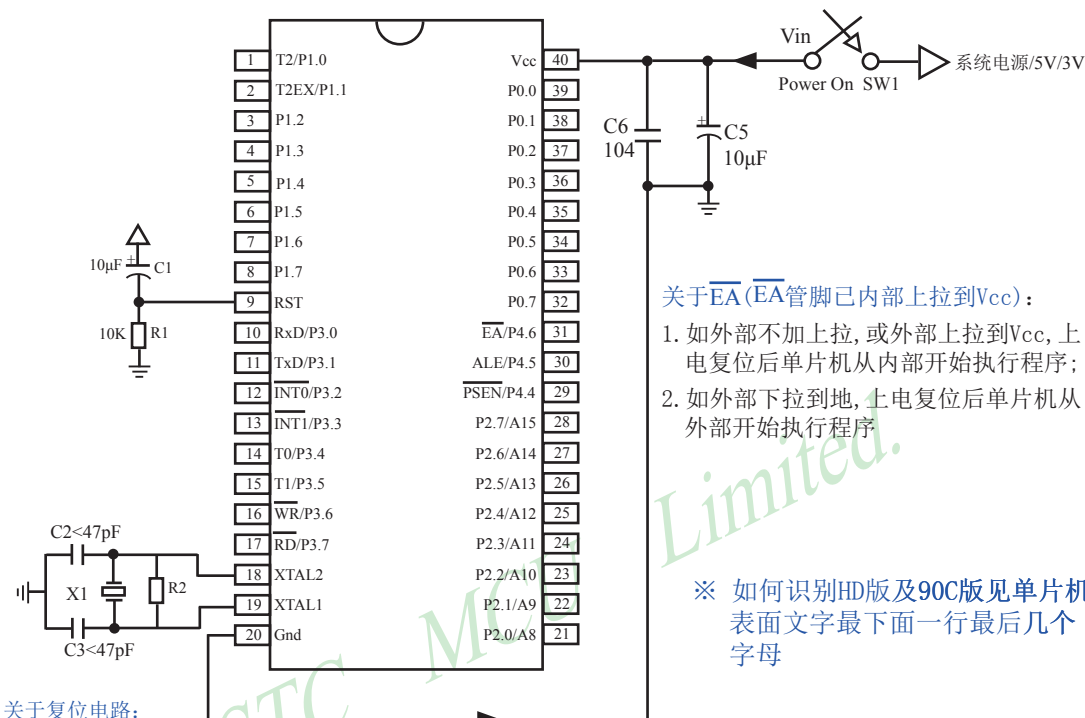 Vin
系统电源/5V/3V
Power On SW1
1 T2/P1.0
2 T2EX/P1.1
3 P1.2
4 P1.3
5 P1.4
6 P1.5
7 P1.6
8 P1.7
9 RST
10 RxD/P3.0
11 TxD/P3.1
12 INT0/P3.2
13 INT1/P3.3
14 T0/P3.4
15 T1/P3.5
16 WR/P3.6
17 RD/P3.7
18 XTAL2
19 XTAL1
20 Gnd
Vcc 40
P0.0 39
P0.1 38
P0.2 37
P0.3 36
P0.4 35
P0.5 34
P0.6 33
P0.7 32
EA/P4.6 31
ALE/P4.5 30
PSEN/P4.4 29
P2.7/A15 28
P2.6/A14 27
P2.5/A13 26
P2.4/A12 25
P2.3/A11 24
P2.2/A10 23
P2.1/A9 22
P2.0/A8 21
C6
104
+
C5
10μF
10μF + C1
10K R1
C2<47pF
X1 R2
C3<47pF
关于EA(EA管脚已内部上拉到Vcc):
1.如外部不加上拉,或外部上拉到Vcc,上
电复位后单片机从内部开始执行程序;
2.如外部下拉到地,上电复位后单片机从
外部开始执行程序
※ 如何识别HD版及90C版见单片机
表面文字最下面一行最后几个
字母
关于复位电路:
STC MCU Limited.